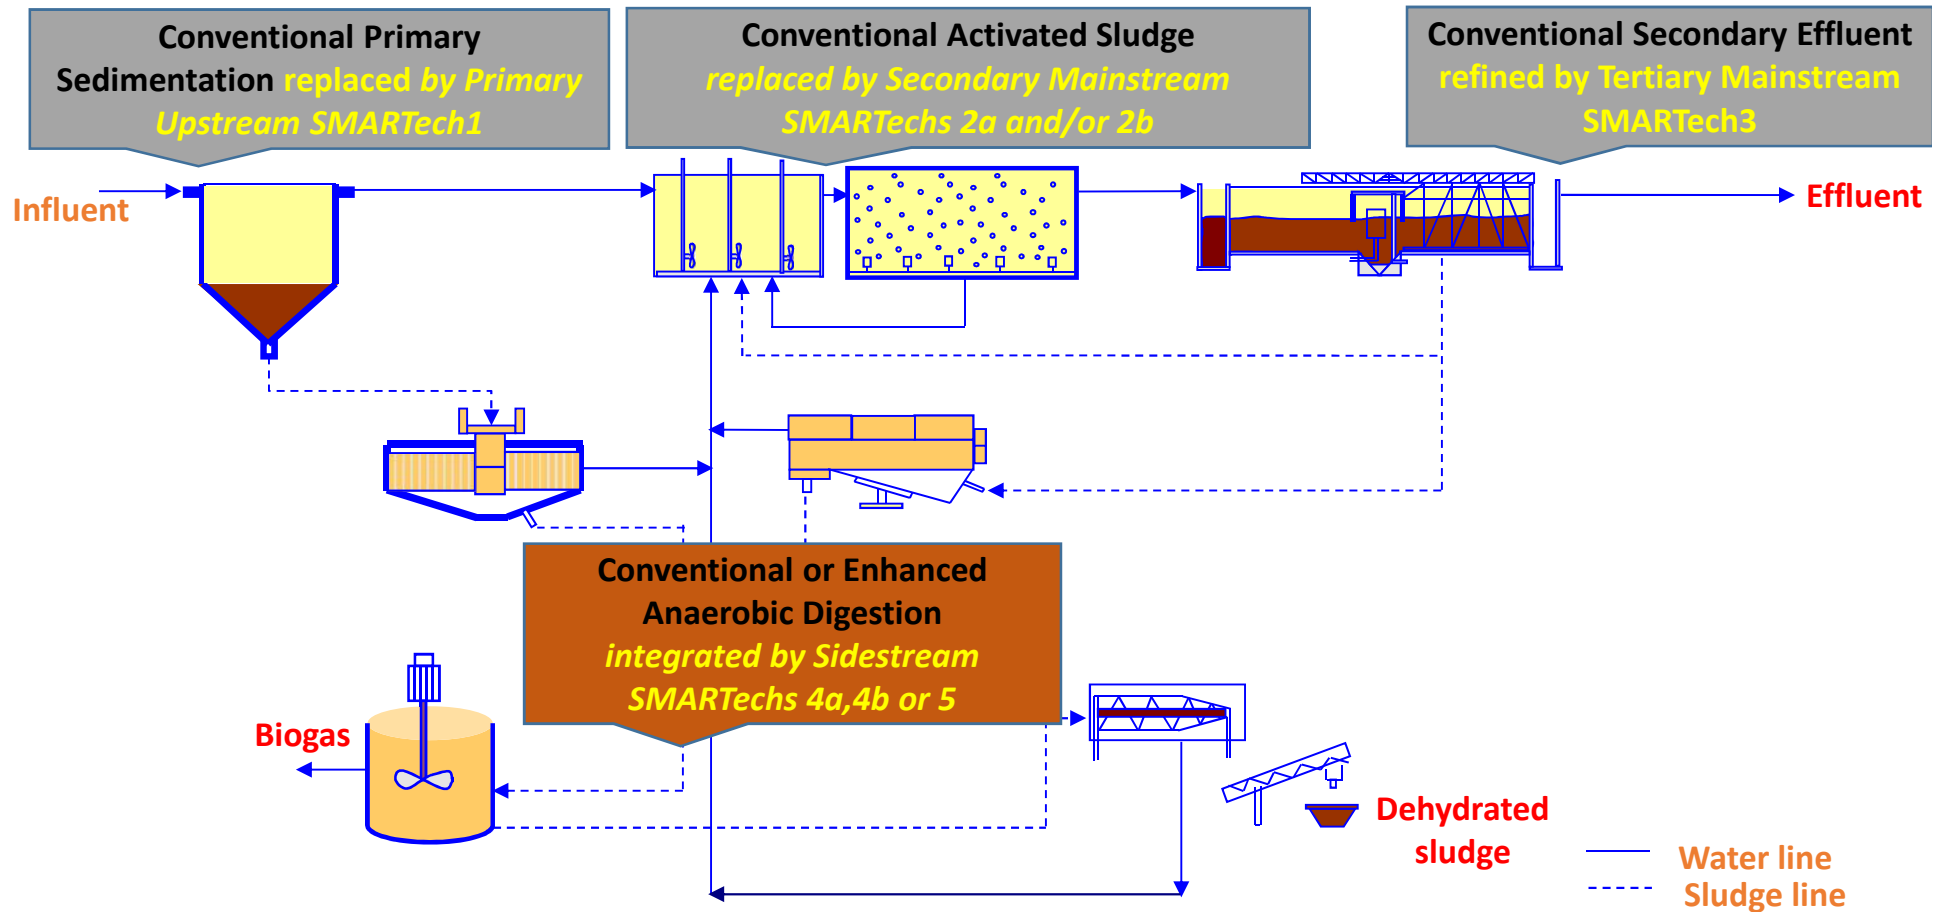 Conventional Primary
Sedimentation replaced by Primary
Upstream SMARTech1
Conventional Activated Sludge
replaced by Secondary Mainstream
SMARTechs 2a and/or 2b
Conventional Secondary Effluent
refined by Tertiary Mainstream
SMARTech3
Influent
Effluent
Conventional or Enhanced
Anaerobic Digestion
integrated by Sidestream
SMARTechs 4a,4b or 5
Biogas
Dehydrated
sludge
Water line
Sludge line